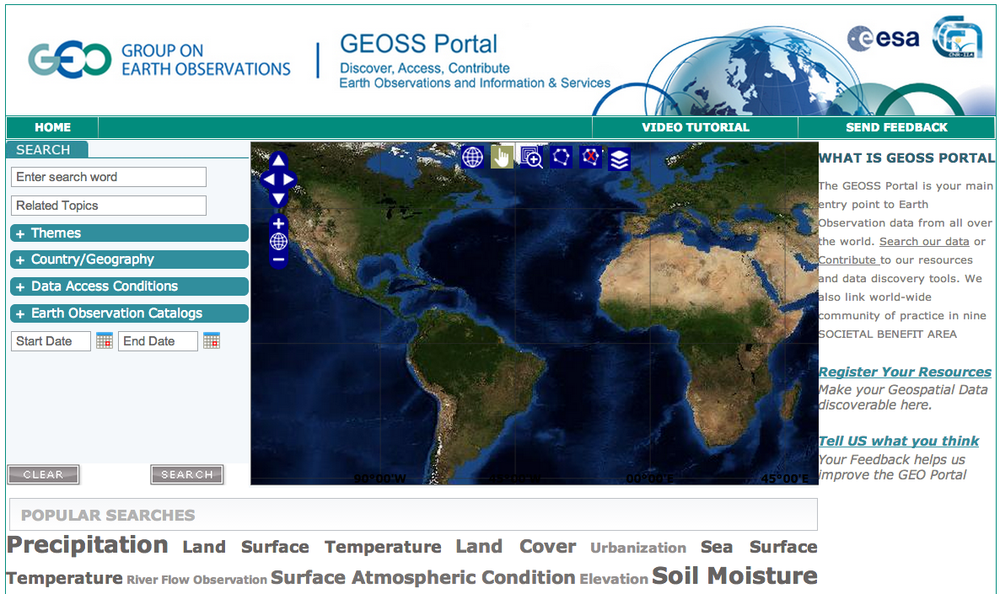 GEO GROUP ON
EARTH OBSERVATIONS
GEOSS Portal
Discover, Access, Contribute
Earth Observations and Information & Services
esa
CNR-IIA
HOME
VIDEO TUTORIAL
SEND FEEDBACK
SEARCH
Enter search word
Related Topics
+ Themes
+ Country/Geography
+ Data Access Conditions
+ Earth Observation Catalogs
Start Date
End Date
CLEAR
SEARCH
90°00'W
00°00'E
45°00'E
WHAT IS GEOSS PORTAL
The GEOSS Portal is your main
entry point to Earth
Observation data from all over
the world. Search our data or
Contribute to our resources
and data discovery tools. We
also link world-wide
community of practice in nine
SOCIETAL BENEFIT AREA
Register Your Resources
Make your Geospatial Data
discoverable here.
Tell US what you think
Your Feedback helps us
improve the GEO Portal
POPULAR SEARCHES
Precipitation Land Surface Temperature Land Cover Urbanization Sea Surface
Temperature River Flow Observation Surface Atmospheric Condition Elevation Soil Moisture